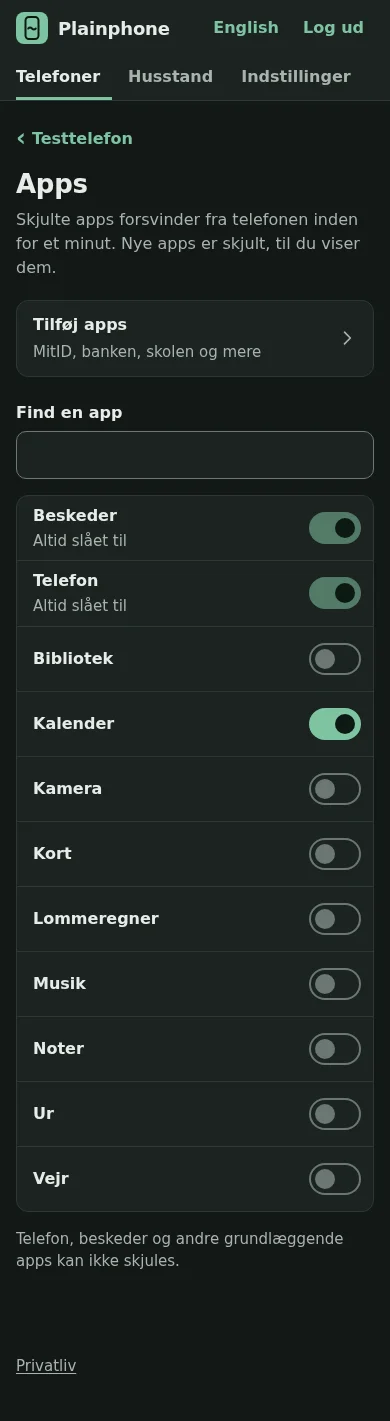 Plainphone
English
Log ud
Telefoner
Husstand
Indstillinger
Testtelefon
Apps
Skjulte apps forsvinder fra telefonen inden
for et minut. Nye apps er skjult, til du viser
dem.
Tilføj apps
MitID, banken, skolen og mere
Find en app
Beskeder
Altid slået til
Telefon
Altid slået til
Bibliotek
Kalender
Kamera
Kort
Lommeregner
Musik
Noter
Ur
Vejr
Telefon, beskeder og andre grundlæggende
apps kan ikke skjules.
Privatliv